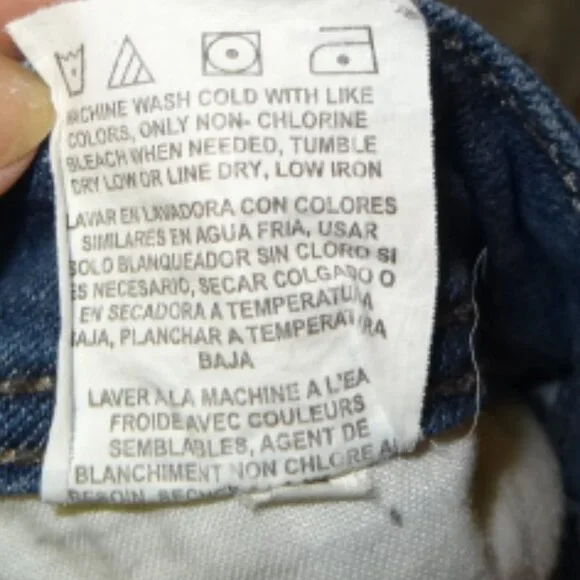 MACHINE WASH COLD WITH LIKE
COLORS, ONLY NON- CHLORINE
BLEACH WHEN NEEDED, TUMBLE
DRY LOW OR LINE DRY, LOW IRON
LAVAR EN LAVADORA CON COLORES
SIMILARES EN AGUA FRIA, USAR
SOLO BLANQUEADOR SIN CLORO SI
ES NECESARIO, SECAR COLGADO O
EN SECADORA A TEMPERATURA
BAJA, PLANCHAR A TEMPERATURA
BAJA
LAVER A LA MACHINE A L'EA
FROIDE AVEC COULEURS
SEMBLABLES, AGENT DE
BLANCHIMENT NON CHLORE AU
BESOIN,